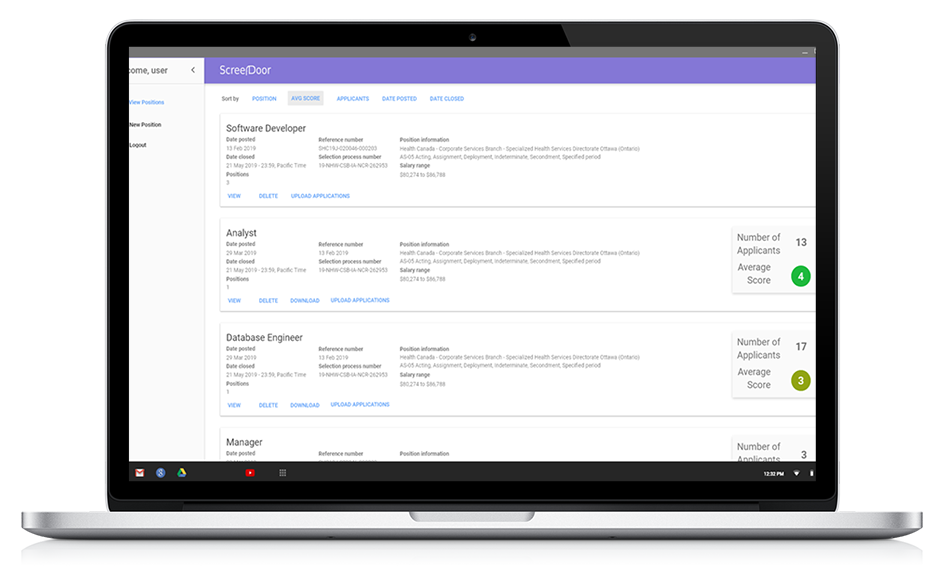 come, user
View Positions
New Position
Logout
ScreenDoor
Sort by POSITION AVG SCORE APPLICANTS DATE POSTED DATE CLOSED
Software Developer
Date posted Reference number Position information
13 Feb 2019 SHC19J-020046-000203 Health Canada - Corporate Services Branch - Specialized Health Services Directorate Ottawa (Ontario)
Date closed Selection process number AS-05 Acting, Assignment, Deployment, Indeterminate, Secondment, Specified period
21 May 2019 - 23:59, Pacific Time 19-NHW-CSB-IA-NCR-262953 Salary range
Positions $80,274 to $86,788
3
VIEW DELETE UPLOAD APPLICATIONS
Analyst
Date posted Reference number Position information
29 Mar 2019 13 Feb 2019 Health Canada - Corporate Services Branch - Specialized Health Services Directorate Ottawa (Ontario)
Date closed Selection process number AS-05 Acting, Assignment, Deployment, Indeterminate, Secondment, Specified period
21 May 2019 - 23:59, Pacific Time 19-NHW-CSB-IA-NCR-262953 Salary range
Positions $80,274 to $86,788
1
VIEW DELETE DOWNLOAD UPLOAD APPLICATIONS
Number of
Applicants 13
Average
Score 4
Database Engineer
Date posted Reference number Position information
29 Mar 2019 13 Feb 2019 Health Canada - Corporate Services Branch - Specialized Health Services Directorate Ottawa (Ontario)
Date closed Selection process number AS-05 Acting, Assignment, Deployment, Indeterminate, Secondment, Specified period
21 May 2019 - 23:59, Pacific Time 19-NHW-CSB-IA-NCR-262953 Salary range
Positions $80,274 to $86,788
1
VIEW DELETE DOWNLOAD UPLOAD APPLICATIONS
Number of
Applicants 17
Average
Score 3
Manager
Date posted Reference number Position information
Number of
Applicants 3
12:32 PM